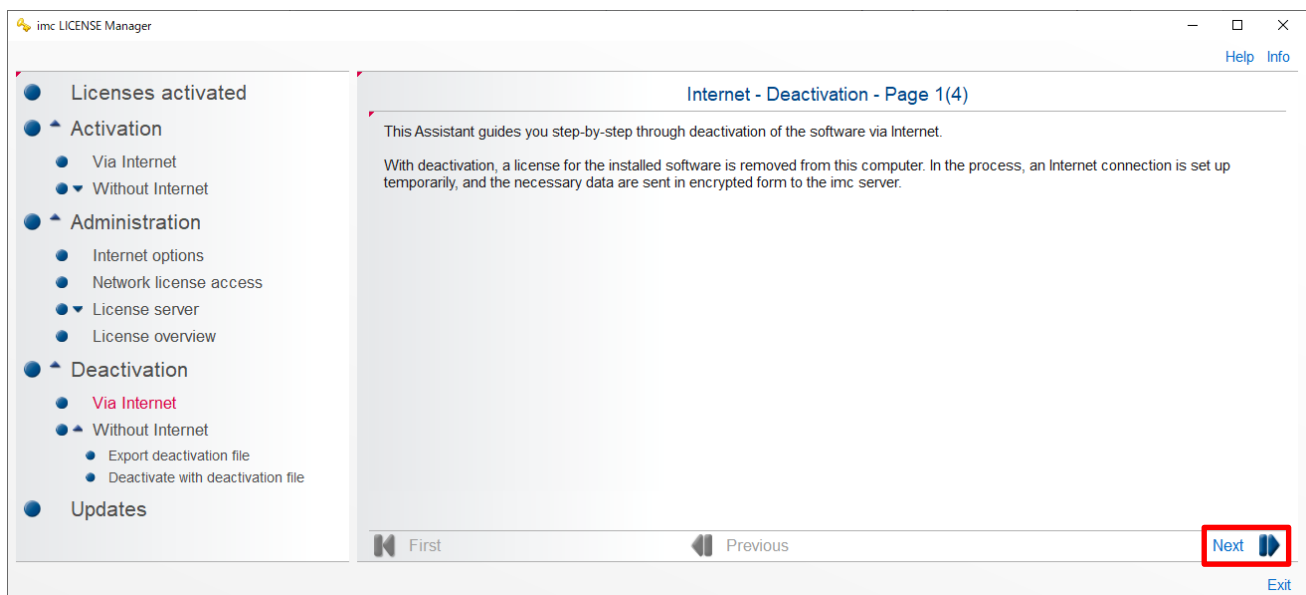 imc LICENSE Manager
Help Info
Licenses activated
Activation
Via Internet
Without Internet
Administration
Internet options
Network license access
License server
License overview
Deactivation
Via Internet
Without Internet
Export deactivation file
Deactivate with deactivation file
Updates
Internet - Deactivation - Page 1(4)
This Assistant guides you step-by-step through deactivation of the software via Internet.
With deactivation, a license for the installed software is removed from this computer. In the process, an Internet connection is set up
temporarily, and the necessary data are sent in encrypted form to the imc server.
First Previous Next
Exit